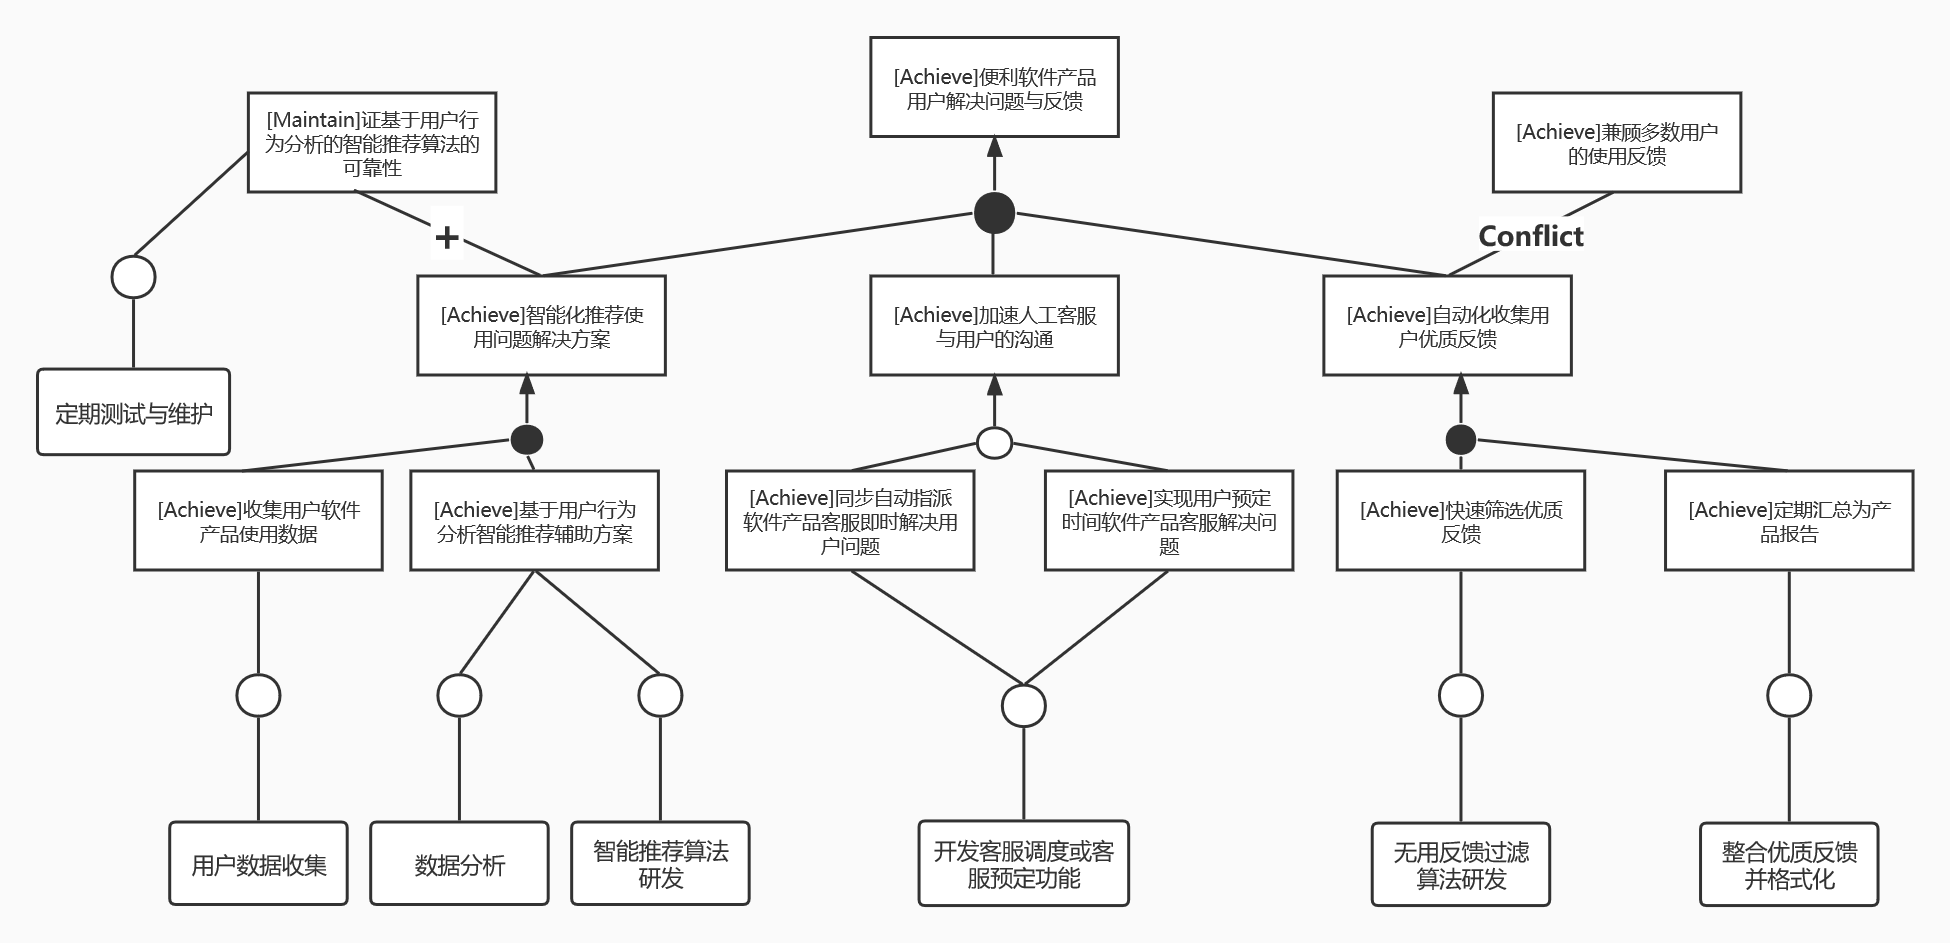 [Achieve]便利软件产品
用户解决问题与反馈
[Maintain]证基于用户行
为分析的智能推荐算法的
可靠性
[Achieve]兼顾多数用户
的使用反馈
+
Conflict
[Achieve]智能化推荐使
用问题解决方案
[Achieve]加速人工客服
与用户的沟通
[Achieve]自动化收集用
户优质反馈
定期测试与维护
[Achieve]收集用户软件
产品使用数据
[Achieve]基于用户行为
分析智能推荐辅助方案
[Achieve]同步自动指派
软件产品客服即时解决用
户问题
[Achieve]实现用户预定
时间软件产品客服解决问
题
[Achieve]快速筛选优质
反馈
[Achieve]定期汇总为产
品报告
用户数据收集
数据分析
智能推荐算法
研发
开发客服调度或客
服预定功能
无用反馈过滤
算法研发
整合优质反馈
并格式化